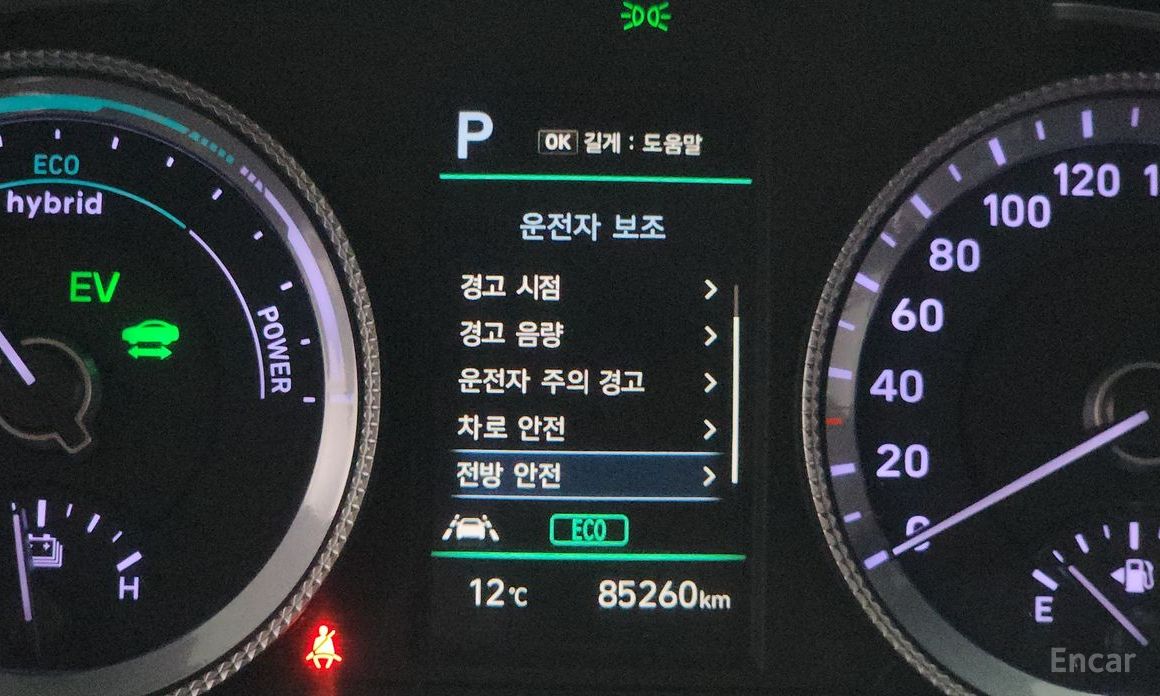 P
OK 길게 : 도움말
운전자 보조
경고 시점
경고 음량
운전자 주의 경고
차로 안전
전방 안전
ECO
12℃ 85260km
ECO
hybrid
EV
POWER
H
120
100
80
60
40
20
0
E
Encar